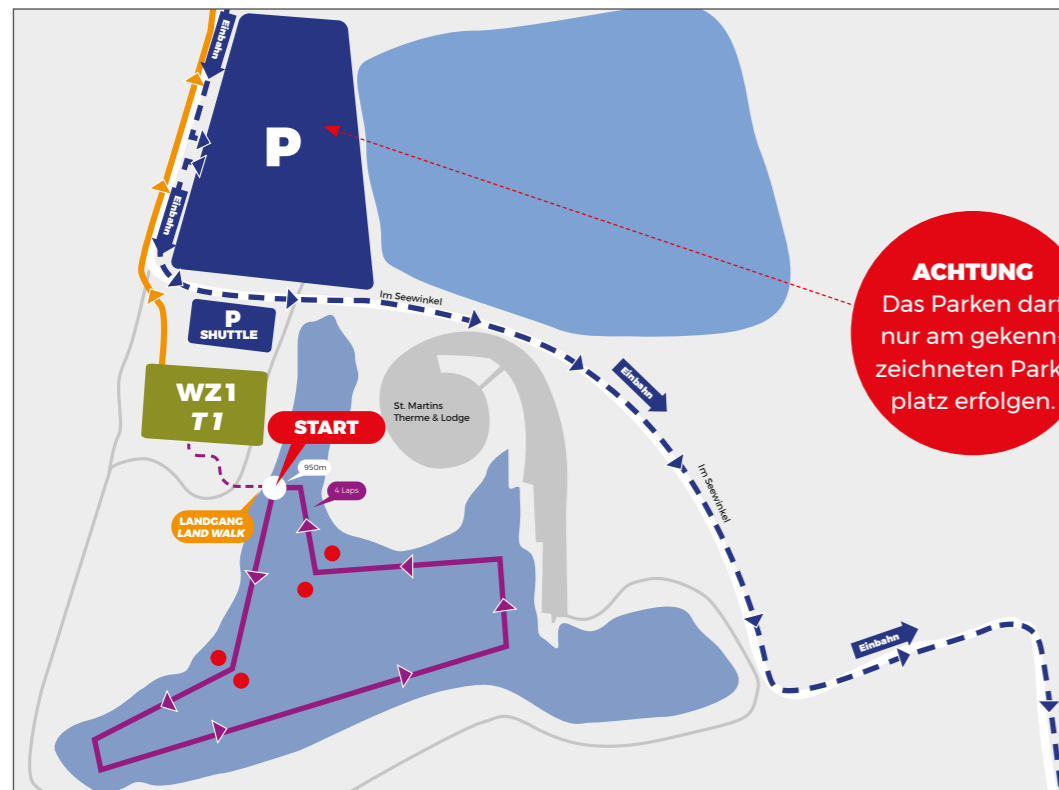 Einbahn
P
Einbahn
Im Seewinkel
P
SHUTTLE
ACHTUNG
Das Parken darf
nur am gekenn-
zeichneten Park-
platz erfolgen.
Einbahn
WZ1
T1
St. Martins
Therme & Lodge
START
950m
4 Laps
LANDGANG
LAND WALK
Im Seewinkel
Einbahn